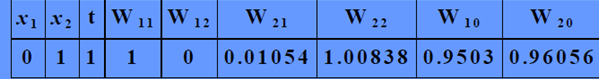 x₁ x₂ t W₁₁ W₁₂ W₂₁ W₂₂ W₁₀ W₂₀
0 1 1 1 0 0.01054 1.00838 0.9503 0.96056